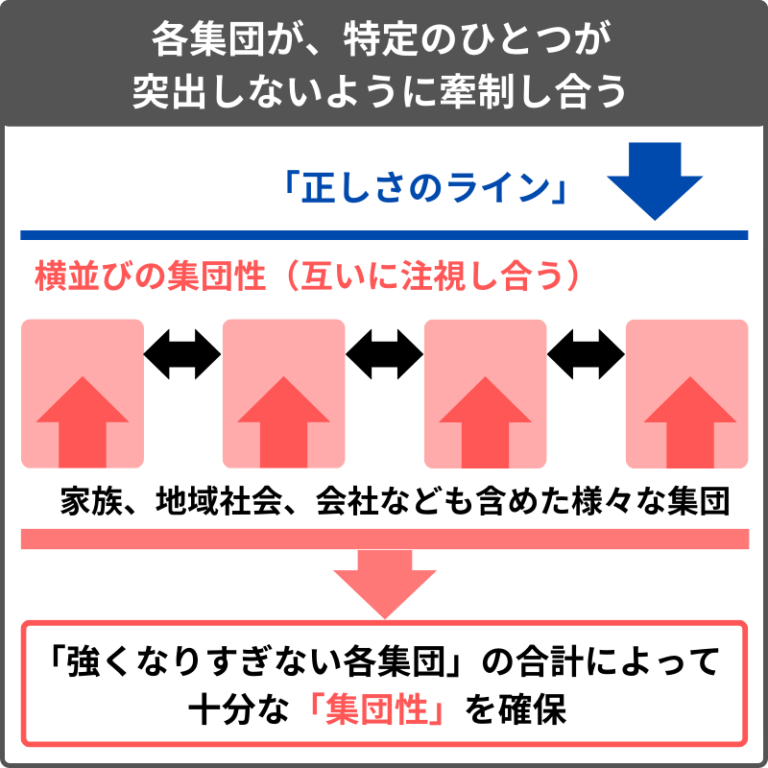 各集団が、特定のひとつが
突出しないように牽制し合う
「正しさのライン」
横並びの集団性（互いに注視し合う）
家族、地域社会、会社なども含めた様々な集団
「強くなりすぎない各集団」の合計によって
十分な「集団性」を確保